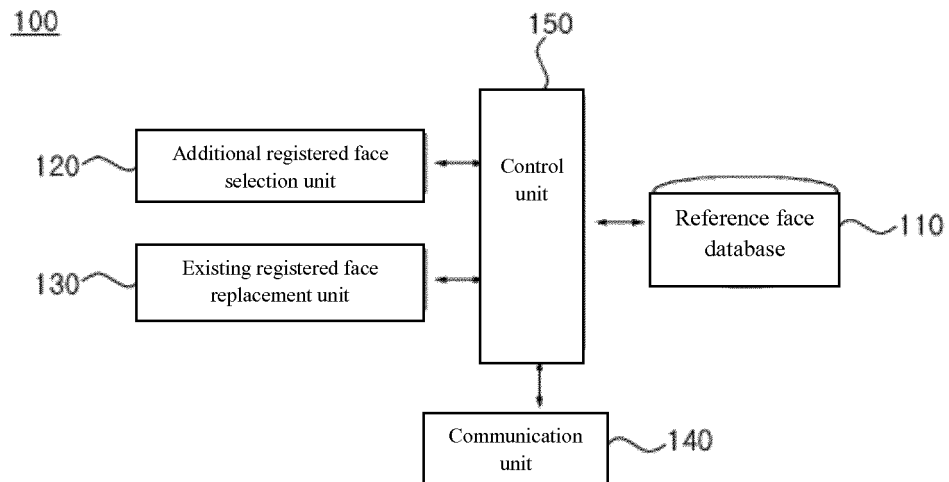 100
150
120
Additional registered face
selection unit
Control
unit
Reference face
database
110
130
Existing registered face
replacement unit
Communication
unit
140